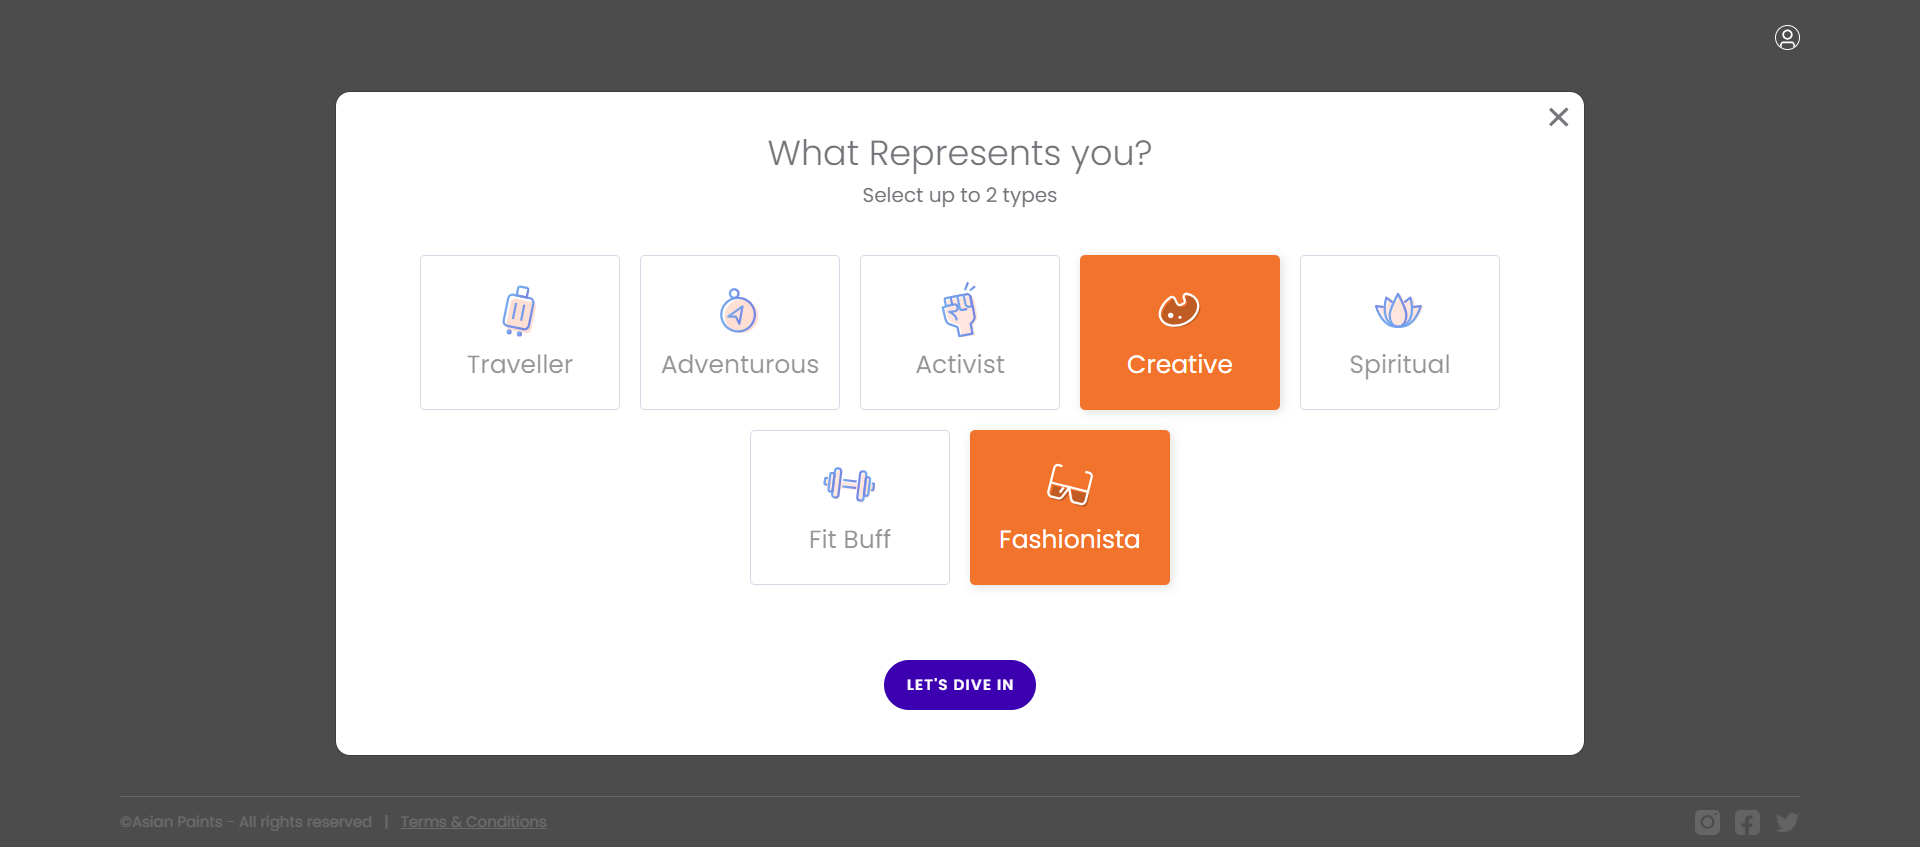 What Represents you?
Select up to 2 types
Traveller
Adventurous
Activist
Creative
Spiritual
Fit Buff
Fashionista
LET'S DIVE IN
©Asian Paints - All rights reserved | Terms & Conditions